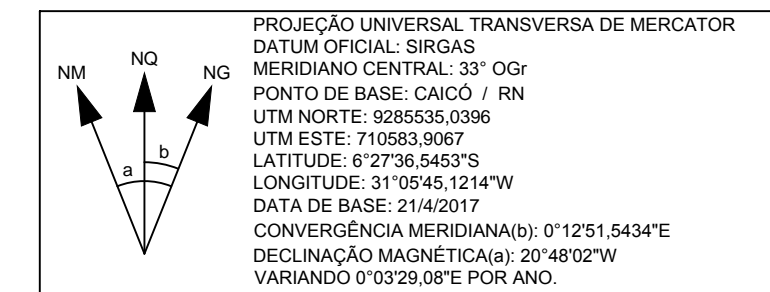 PROJEÇÃO UNIVERSAL TRANSVERSA DE MERCATOR
DATUM OFICIAL: SIRGAS
MERIDIANO CENTRAL: 33° OGr
PONTO DE BASE: CAICÓ / RN
UTM NORTE: 9285535,0396
UTM ESTE: 710583,9067
LATITUDE: 6°27'36,5453"S
LONGITUDE: 31°05'45,1214"W
DATA DE BASE: 21/4/2017
CONVERGÊNCIA MERIDIANA(b): 0°12'51,5434"E
DECLINAÇÃO MAGNÉTICA(a): 20°48'02"W
VARIANDO 0°03'29,08"E POR ANO.
NM NQ NG
b
a